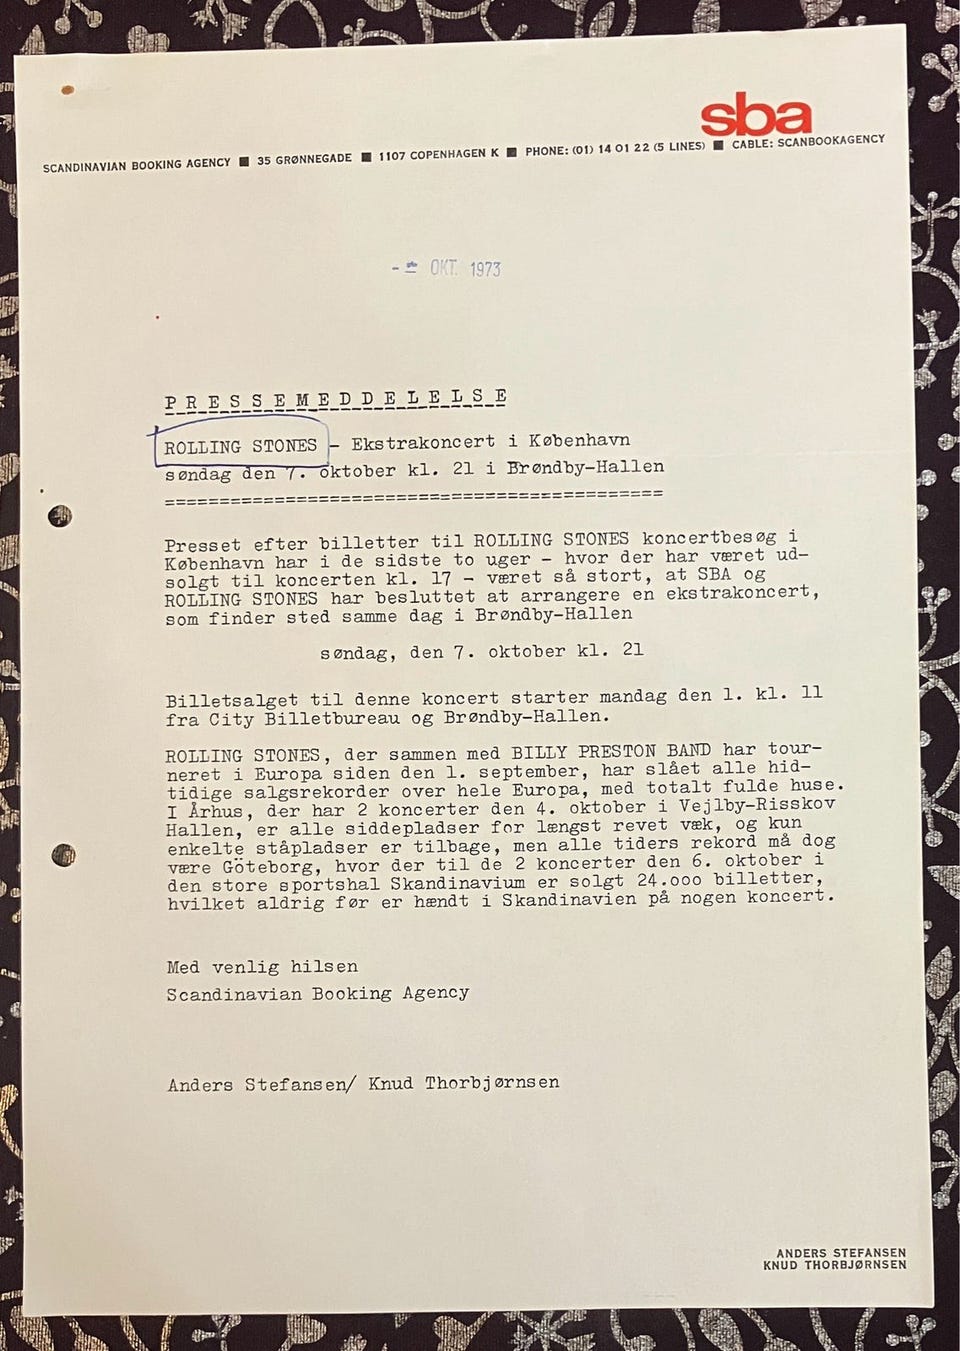 sba
SCANDINAVIAN BOOKING AGENCY ■ 35 GRØNNEGADE ■ 1107 COPENHAGEN K ■ PHONE: (01) 14 01 22 (5 LINES) ■ CABLE: SCANBOOKAGENCY
OKT. 1973
P R E S S E M E D D E L E L S E
ROLLING STONES - Ekstrakoncert i København
søndag den 7. oktober kl. 21 i Brøndby-Hallen
=============================================
Presset efter billetter til ROLLING STONES koncertbesøg i
København har i de sidste to uger - hvor der har været ud-
solgt til koncerten kl. 17 - været så stort, at SBA og
ROLLING STONES har besluttet at arrangere en ekstrakoncert,
som finder sted samme dag i Brøndby-Hallen
søndag, den 7. oktober kl. 21
Billetsalget til denne koncert starter mandag den 1. kl. 11
fra City Billetbureau og Brøndby-Hallen.
ROLLING STONES, der sammen med BILLY PRESTON BAND har tour-
neret i Europa siden den 1. september, har slået alle hid-
tidige salgsrekorder over hele Europa, med totalt fulde huse.
I Århus, der har 2 koncerter den 4. oktober i Vejlby-Risskov
Hallen, er alle siddepladser for længst revet væk, og kun
enkelte ståpladser er tilbage, men alle tiders rekord må dog
være Göteborg, hvor der til de 2 koncerter den 6. oktober i
den store sportshal Skandinavium er solgt 24.ooo billetter,
hvilket aldrig før er hændt i Skandinavien på nogen koncert.
Med venlig hilsen
Scandinavian Booking Agency
Anders Stefansen/ Knud Thorbjørnsen
ANDERS STEFANSEN
KNUD THORBJØRNSEN